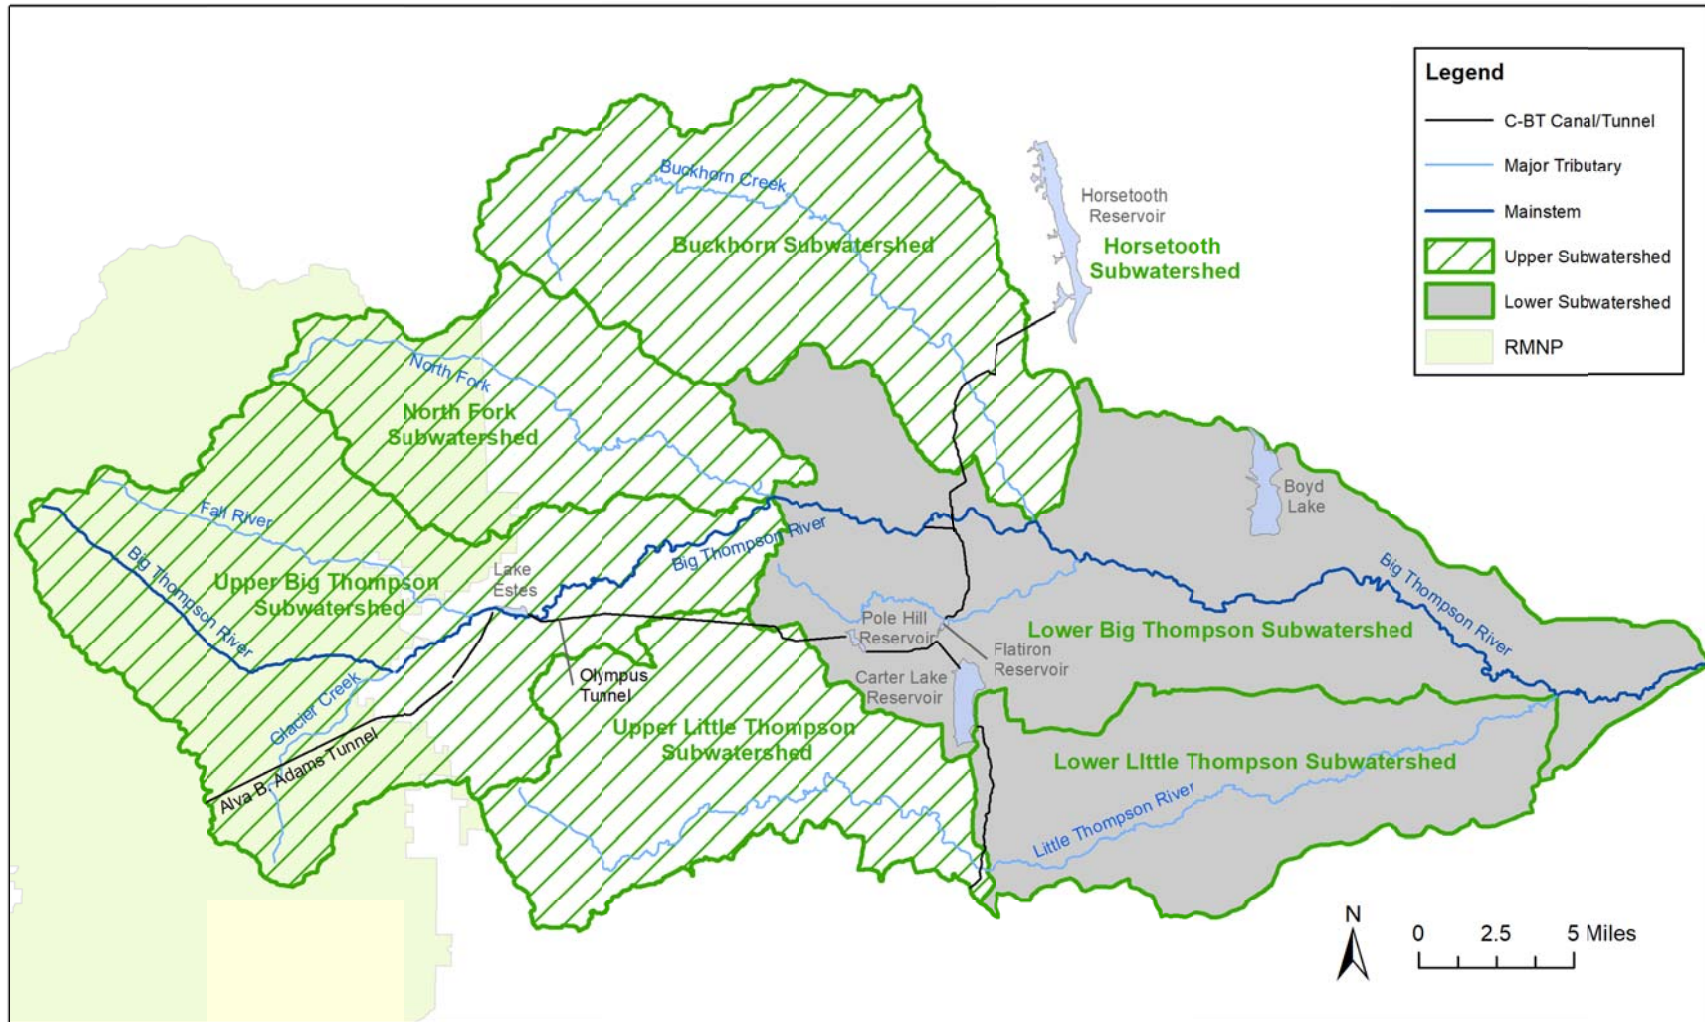 Legend
C-BT Canal/Tunnel
Major Tributary
Mainstem
Upper Subwatershed
Lower Subwatershed
RMNP
Buckhorn Creek
Horsetooth
Reservoir
Buckhorn Subwatershed
Horsetooth
Subwatershed
North Fork
North Fork
Subwatershed
Boyd
Lake
Fall River
Big Thompson River
Big Thompson River
Lake
Estes
Upper Big Thompson
Subwatershed
Big Thompson River
Pole Hill
Reservoir
Lower Big Thompson Subwatershed
Flatiron
Reservoir
Olympus
Tunnel
Carter Lake
Reservoir
Glacier Creek
Upper Little Thompson
Subwatershed
Alva B. Adams Tunnel
Lower LIttle Thompson Subwatershed
Little Thompson River
N
0 2.5 5 Miles